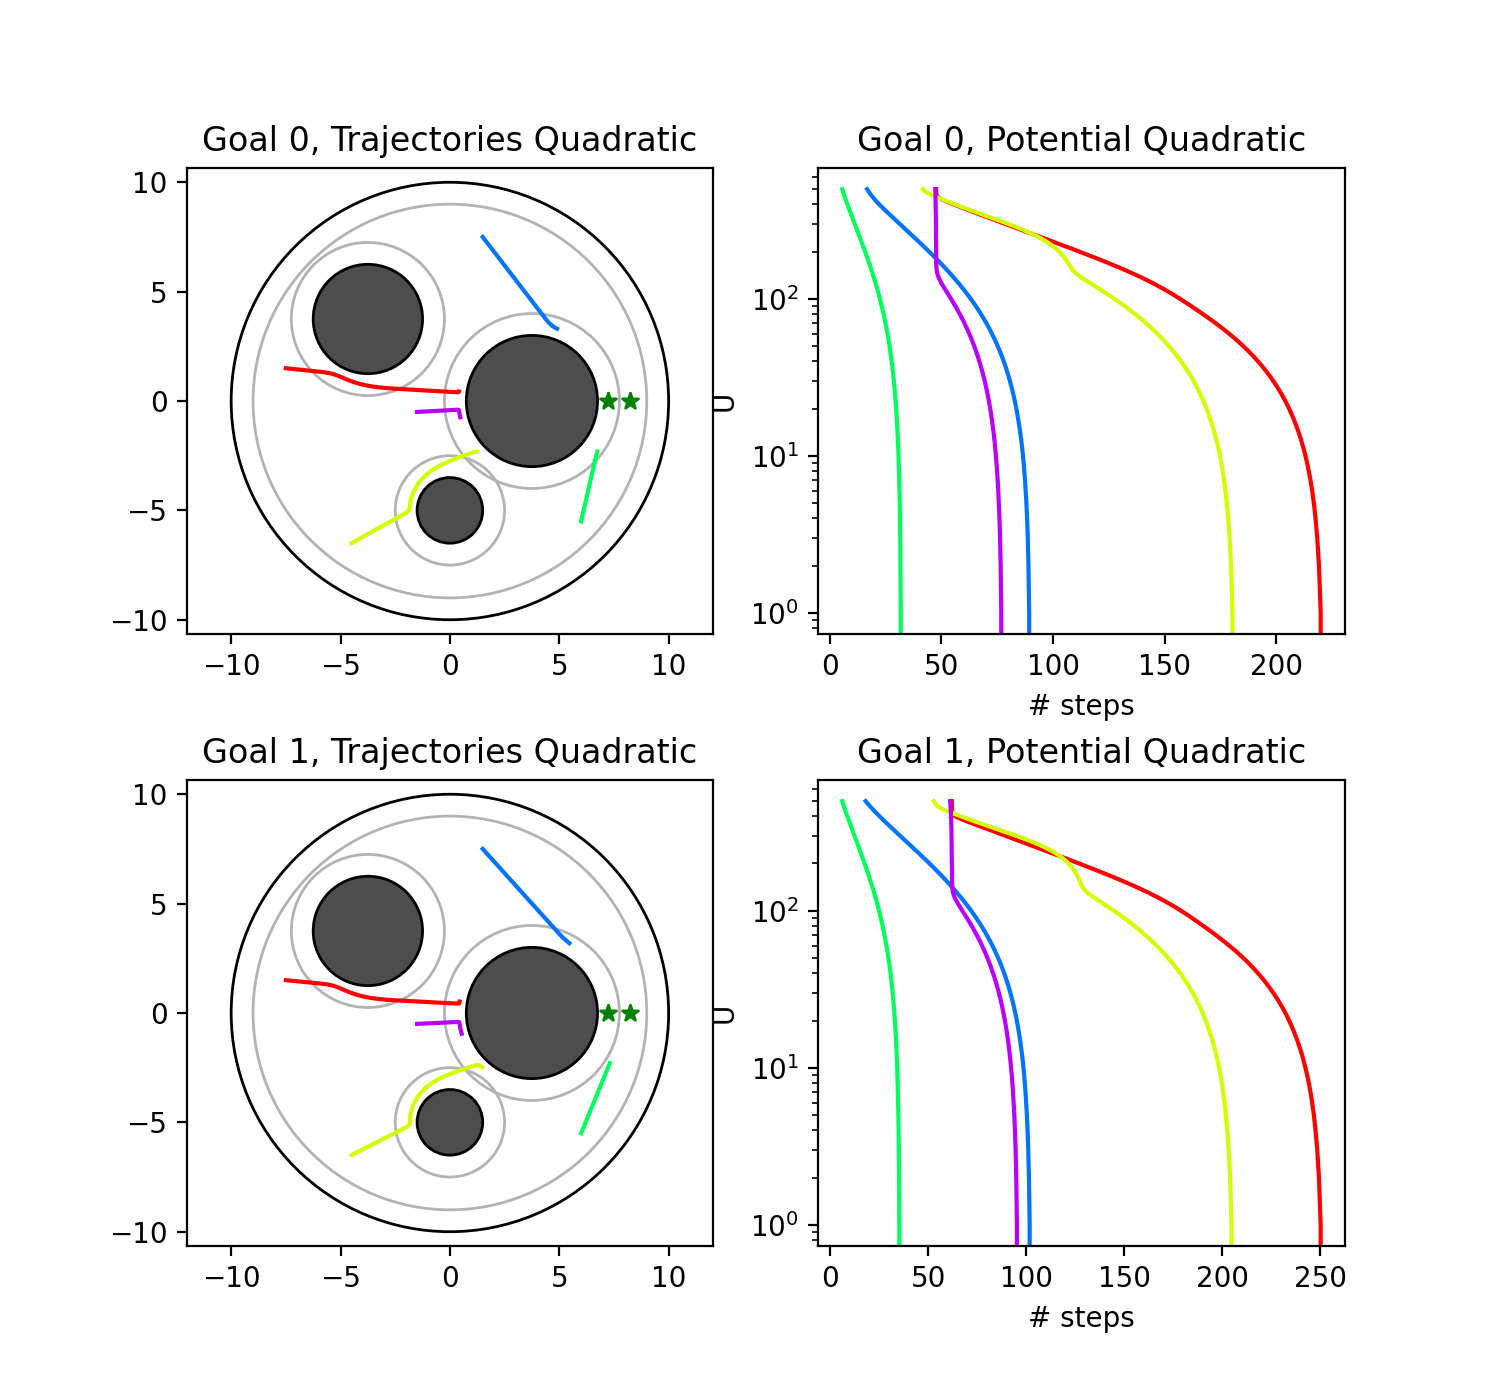 Goal 0, Trajectories Quadratic
10
5
0
−5
−10
−10 −5 0 5 10
Goal 0, Potential Quadratic
U
10²
10¹
10⁰
0 50 100 150 200
# steps
Goal 1, Trajectories Quadratic
10
5
0
−5
−10
−10 −5 0 5 10
Goal 1, Potential Quadratic
U
10²
10¹
10⁰
0 50 100 150 200 250
# steps